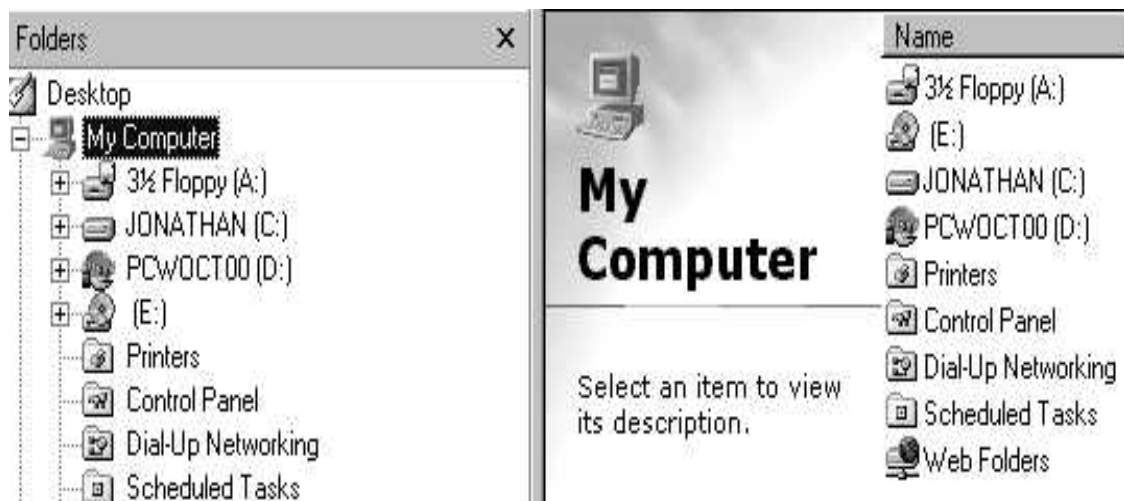 Folders
Desktop
My Computer
3½ Floppy (A:)
JONATHAN (C:)
PCWOCT00 (D:)
(E:)
Printers
Control Panel
Dial-Up Networking
Scheduled Tasks
My
Computer
Select an item to view
its description.
Name
3½ Floppy (A:)
(E:)
JONATHAN (C:)
PCWOCT00 (D:)
Printers
Control Panel
Dial-Up Networking
Scheduled Tasks
Web Folders